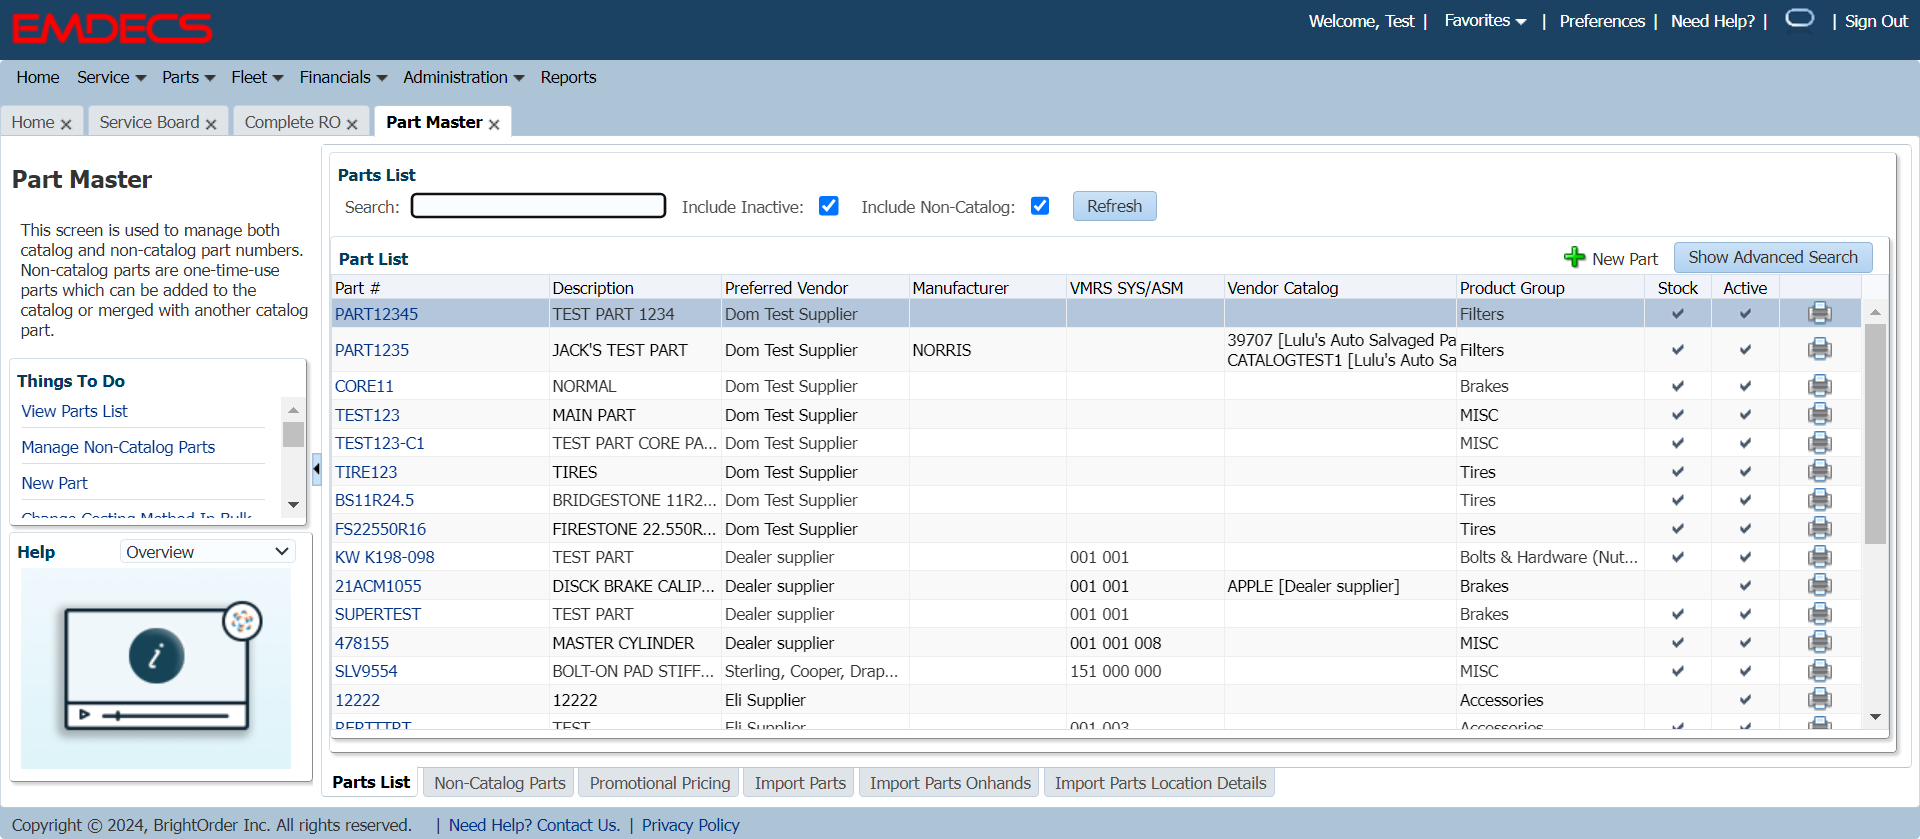 EMDECS
Welcome, Test | Favorites | Preferences | Need Help? | | Sign Out
Home Service Parts Fleet Financials Administration Reports
Home Service Board Complete RO Part Master
Part Master
This screen is used to manage both
catalog and non-catalog part numbers.
Non-catalog parts are one-time-use
parts which can be added to the
catalog or merged with another catalog
part.
Things To Do
View Parts List
Manage Non-Catalog Parts
New Part
Change Costing Method In Bulk
Help Overview
i
Parts List
Search: Include Inactive: Include Non-Catalog: Refresh
Part List New Part Show Advanced Search
Part # Description Preferred Vendor Manufacturer VMRS SYS/ASM Vendor Catalog Product Group Stock Active
PART12345 TEST PART 1234 Dom Test Supplier Filters
PART1235 JACK'S TEST PART Dom Test Supplier NORRIS 39707 [Lulu's Auto Salvaged Pa Filters
CATALOGTEST1 [Lulu's Auto Sa
CORE11 NORMAL Dom Test Supplier Brakes
TEST123 MAIN PART Dom Test Supplier MISC
TEST123-C1 TEST PART CORE PA... Dom Test Supplier MISC
TIRE123 TIRES Dom Test Supplier Tires
BS11R24.5 BRIDGESTONE 11R2... Dom Test Supplier Tires
FS22550R16 FIRESTONE 22.550R... Dom Test Supplier Tires
KW K198-098 TEST PART Dealer supplier 001 001 Bolts & Hardware (Nut...
21ACM1055 DISCK BRAKE CALIP... Dealer supplier 001 001 APPLE [Dealer supplier] Brakes
SUPERTEST TEST PART Dealer supplier 001 001 Brakes
478155 MASTER CYLINDER Dealer supplier 001 001 008 MISC
SLV9554 BOLT-ON PAD STIFF... Sterling, Cooper, Drap... 151 000 000 MISC
12222 12222 Eli Supplier Accessories
TEST Eli Supplier 001 003 Accessories
Parts List Non-Catalog Parts Promotional Pricing Import Parts Import Parts Onhands Import Parts Location Details
Copyright © 2024, BrightOrder Inc. All rights reserved. | Need Help? Contact Us. | Privacy Policy